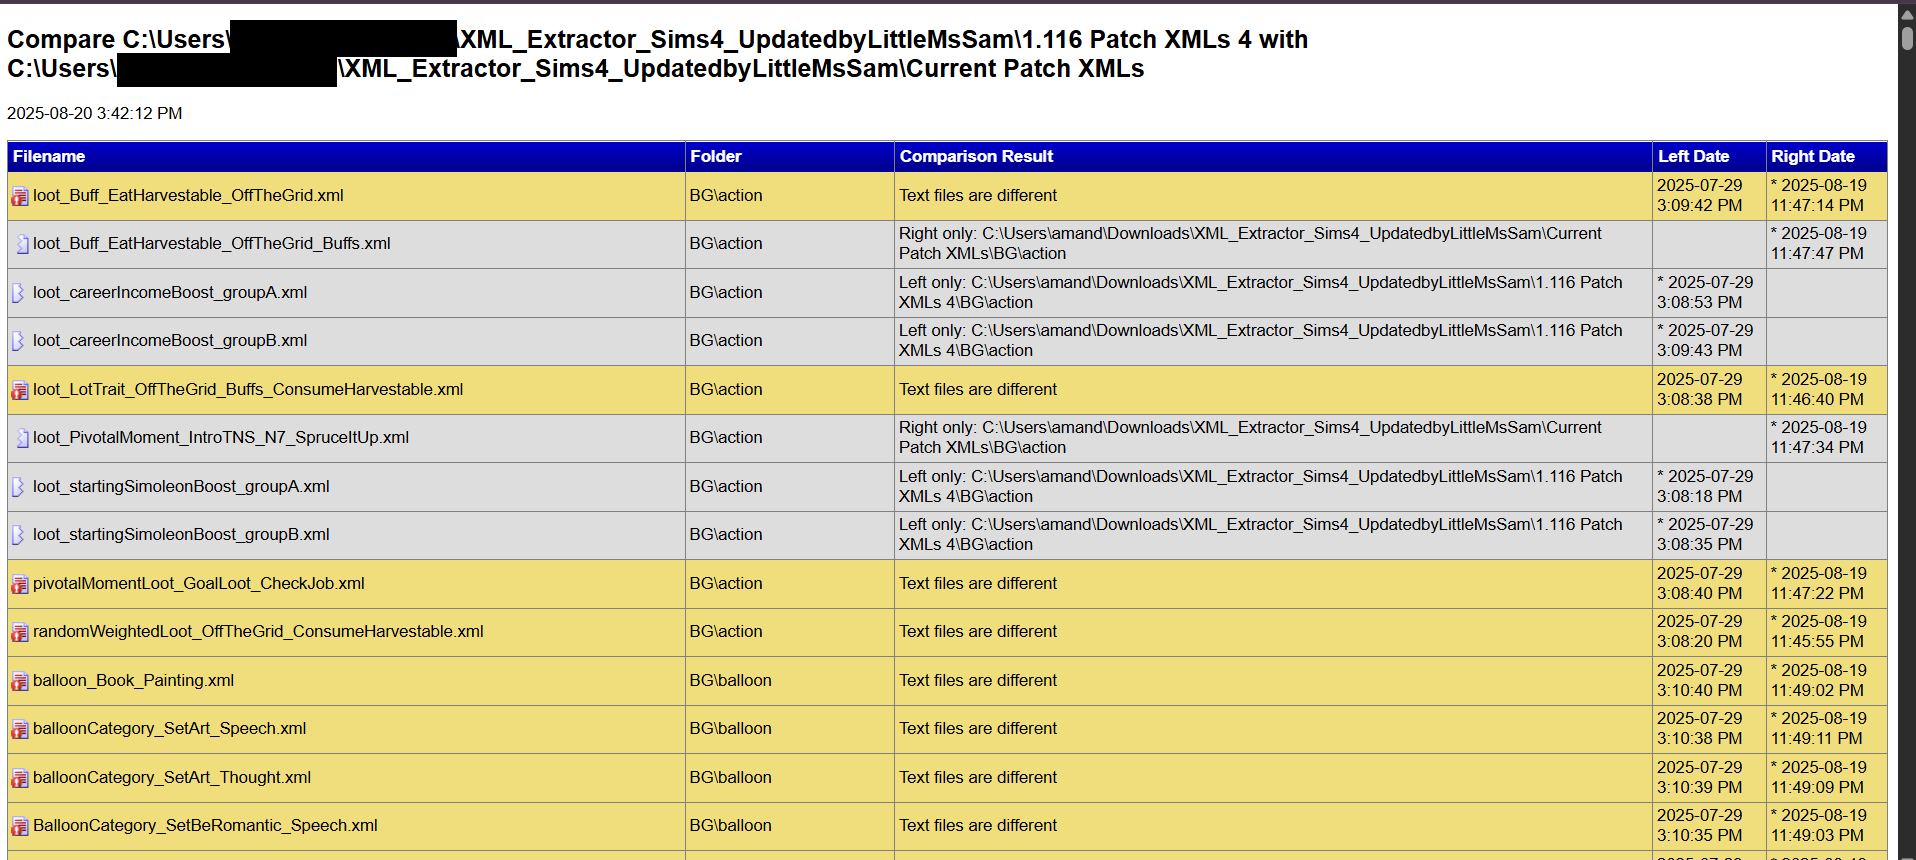 Compare C:\Users\ \XML_Extractor_Sims4_UpdatedbyLittleMsSam\1.116 Patch XMLs 4 with
C:\Users\ \XML_Extractor_Sims4_UpdatedbyLittleMsSam\Current Patch XMLs
2025-08-20 3:42:12 PM
Filename Folder Comparison Result Left Date Right Date
loot_Buff_EatHarvestable_OffTheGrid.xml BG\action Text files are different 2025-07-29 * 2025-08-19
3:09:42 PM 11:47:14 PM
loot_Buff_EatHarvestable_OffTheGrid_Buffs.xml BG\action Right only: C:\Users\amand\Downloads\XML_Extractor_Sims4_UpdatedbyLittleMsSam\Current * 2025-08-19
Patch XMLs\BG\action 11:47:47 PM
loot_careerIncomeBoost_groupA.xml BG\action Left only: C:\Users\amand\Downloads\XML_Extractor_Sims4_UpdatedbyLittleMsSam\1.116 Patch * 2025-07-29
XMLs 4\BG\action 3:08:53 PM
loot_careerIncomeBoost_groupB.xml BG\action Left only: C:\Users\amand\Downloads\XML_Extractor_Sims4_UpdatedbyLittleMsSam\1.116 Patch * 2025-07-29
XMLs 4\BG\action 3:09:43 PM
loot_LotTrait_OffTheGrid_Buffs_ConsumeHarvestable.xml BG\action Text files are different 2025-07-29 * 2025-08-19
3:08:38 PM 11:46:40 PM
loot_PivotalMoment_IntroTNS_N7_SpruceItUp.xml BG\action Right only: C:\Users\amand\Downloads\XML_Extractor_Sims4_UpdatedbyLittleMsSam\Current * 2025-08-19
Patch XMLs\BG\action 11:47:34 PM
loot_startingSimoleonBoost_groupA.xml BG\action Left only: C:\Users\amand\Downloads\XML_Extractor_Sims4_UpdatedbyLittleMsSam\1.116 Patch * 2025-07-29
XMLs 4\BG\action 3:08:18 PM
loot_startingSimoleonBoost_groupB.xml BG\action Left only: C:\Users\amand\Downloads\XML_Extractor_Sims4_UpdatedbyLittleMsSam\1.116 Patch * 2025-07-29
XMLs 4\BG\action 3:08:35 PM
pivotalMomentLoot_GoalLoot_CheckJob.xml BG\action Text files are different 2025-07-29 * 2025-08-19
3:08:40 PM 11:47:22 PM
randomWeightedLoot_OffTheGrid_ConsumeHarvestable.xml BG\action Text files are different 2025-07-29 * 2025-08-19
3:08:20 PM 11:45:55 PM
balloon_Book_Painting.xml BG\balloon Text files are different 2025-07-29 * 2025-08-19
3:10:40 PM 11:49:02 PM
balloonCategory_SetArt_Speech.xml BG\balloon Text files are different 2025-07-29 * 2025-08-19
3:10:38 PM 11:49:11 PM
balloonCategory_SetArt_Thought.xml BG\balloon Text files are different 2025-07-29 * 2025-08-19
3:10:39 PM 11:49:09 PM
BalloonCategory_SetBeRomantic_Speech.xml BG\balloon Text files are different 2025-07-29 * 2025-08-19
3:10:35 PM 11:49:03 PM